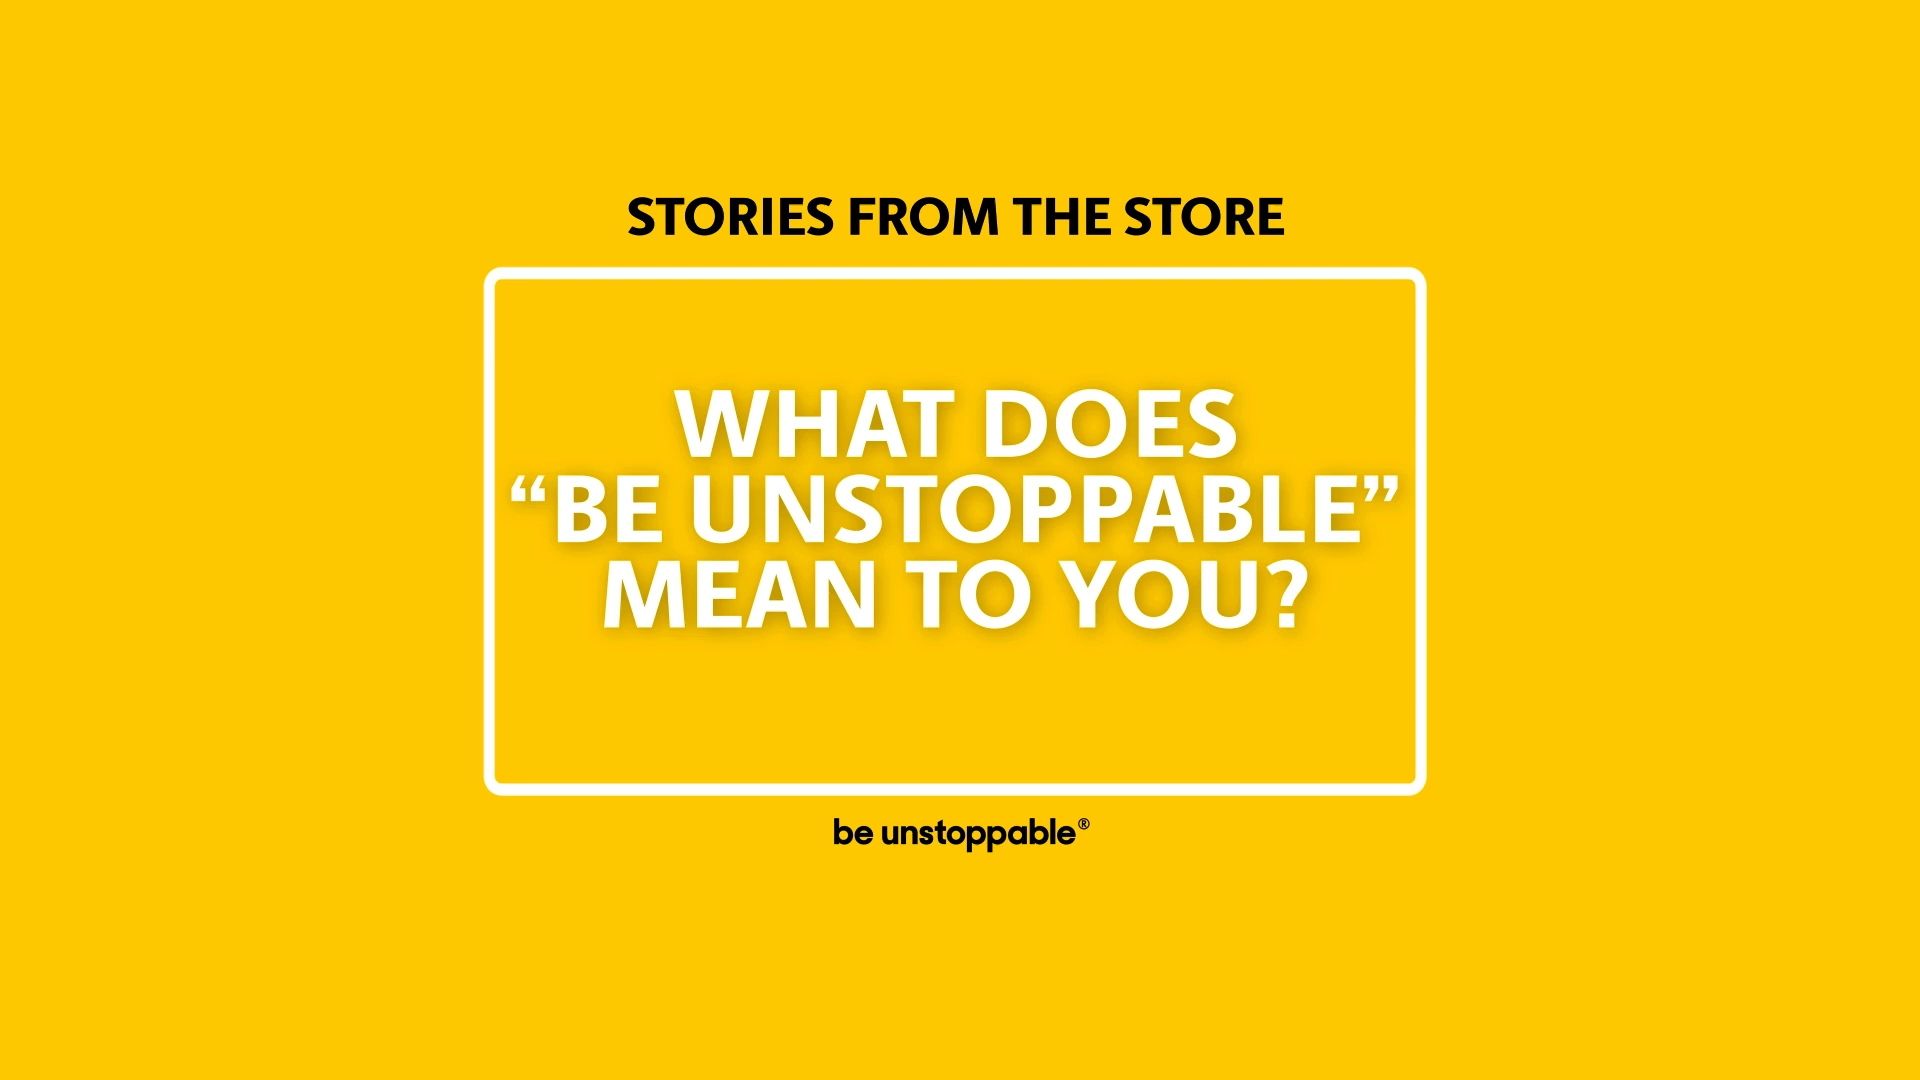 STORIES FROM THE STORE
WHAT DOES
“BE UNSTOPPABLE”
MEAN TO YOU?
be unstoppable®